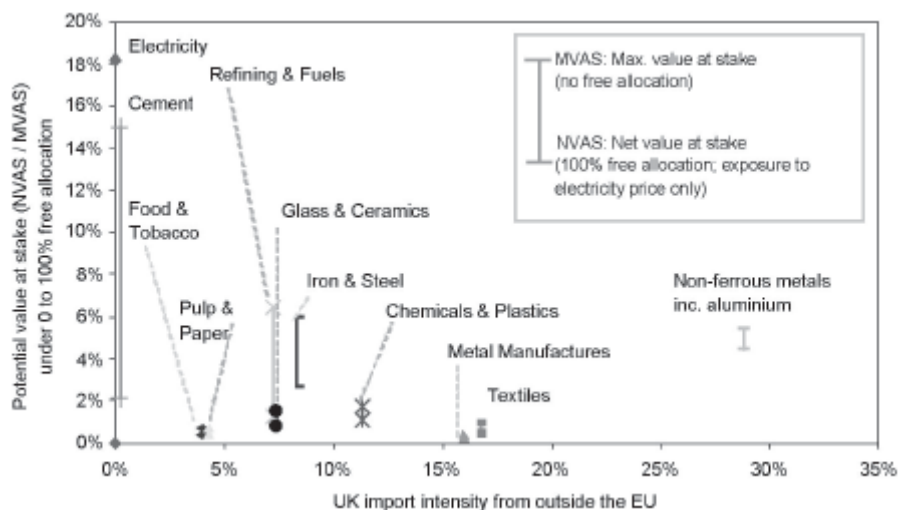 20%
18%
16%
14%
12%
10%
8%
6%
4%
2%
0%
Potential value at stake (NVAS / MVAS)
under 0 to 100% free allocation
Electricity
Refining & Fuels
Cement
Food &
Tobacco
Glass & Ceramics
Pulp &
Paper
Iron & Steel
Chemicals & Plastics
Metal Manufactures
Textiles
Non-ferrous metals
inc. aluminium
MVAS: Max. value at stake
(no free allocation)
NVAS: Net value at stake
(100% free allocation; exposure to
electricity price only)
0% 5% 10% 15% 20% 25% 30% 35%
UK import intensity from outside the EU